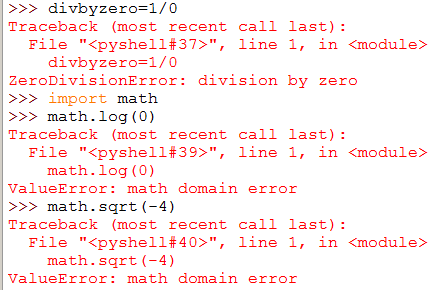 >>> divbyzero=1/0
Traceback (most recent call last):
  File "<pyshell#37>", line 1, in <module>
    divbyzero=1/0
ZeroDivisionError: division by zero
>>> import math
>>> math.log(0)
Traceback (most recent call last):
  File "<pyshell#39>", line 1, in <module>
    math.log(0)
ValueError: math domain error
>>> math.sqrt(-4)
Traceback (most recent call last):
  File "<pyshell#40>", line 1, in <module>
    math.sqrt(-4)
ValueError: math domain error